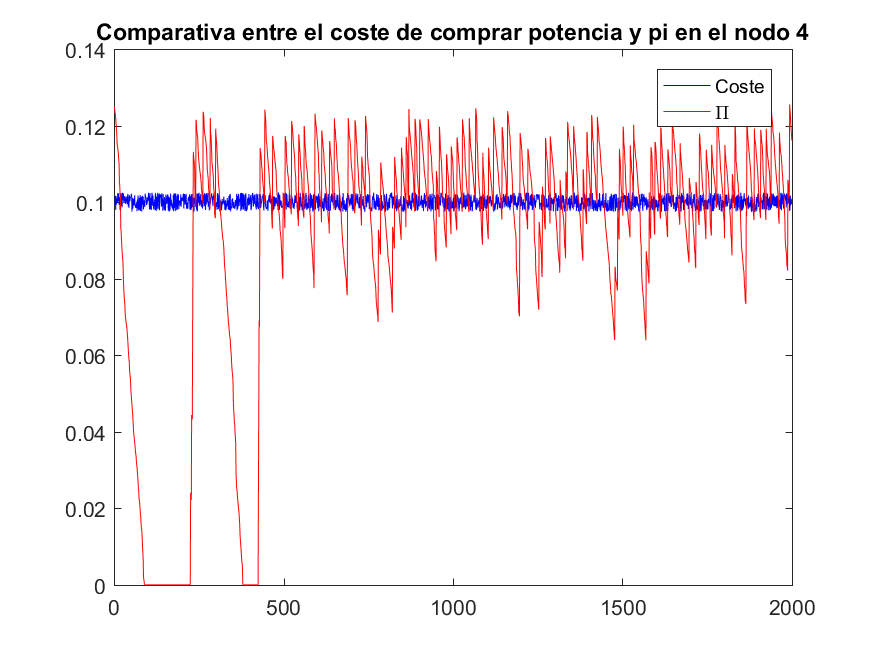 Comparativa entre el coste de comprar potencia y pi en el nodo 4
0.14
0.12
0.1
0.08
0.06
0.04
0.02
0
Coste
Π
0 500 1000 1500 2000